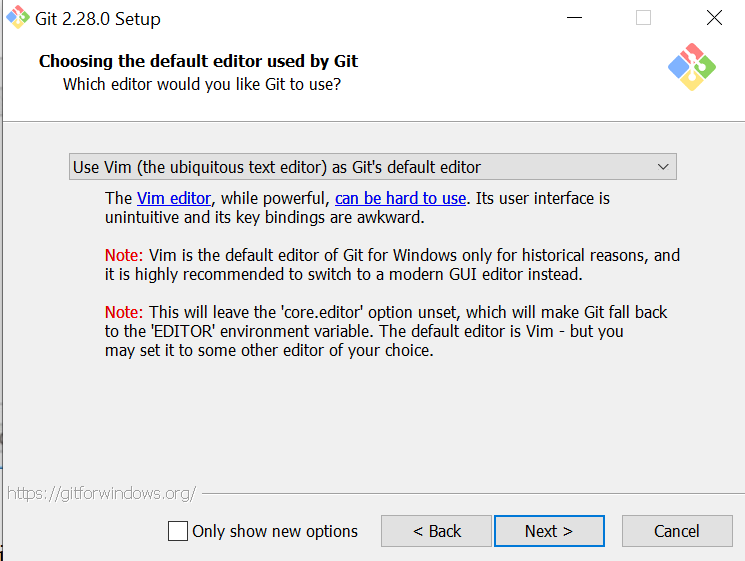 Git 2.28.0 Setup
Choosing the default editor used by Git
Which editor would you like Git to use?
Use Vim (the ubiquitous text editor) as Git's default editor
The Vim editor, while powerful, can be hard to use. Its user interface is
unintuitive and its key bindings are awkward.
Note: Vim is the default editor of Git for Windows only for historical reasons, and
it is highly recommended to switch to a modern GUI editor instead.
Note: This will leave the 'core.editor' option unset, which will make Git fall back
to the 'EDITOR' environment variable. The default editor is Vim - but you
may set it to some other editor of your choice.
https://gitforwindows.org/
Only show new options
< Back
Next >
Cancel